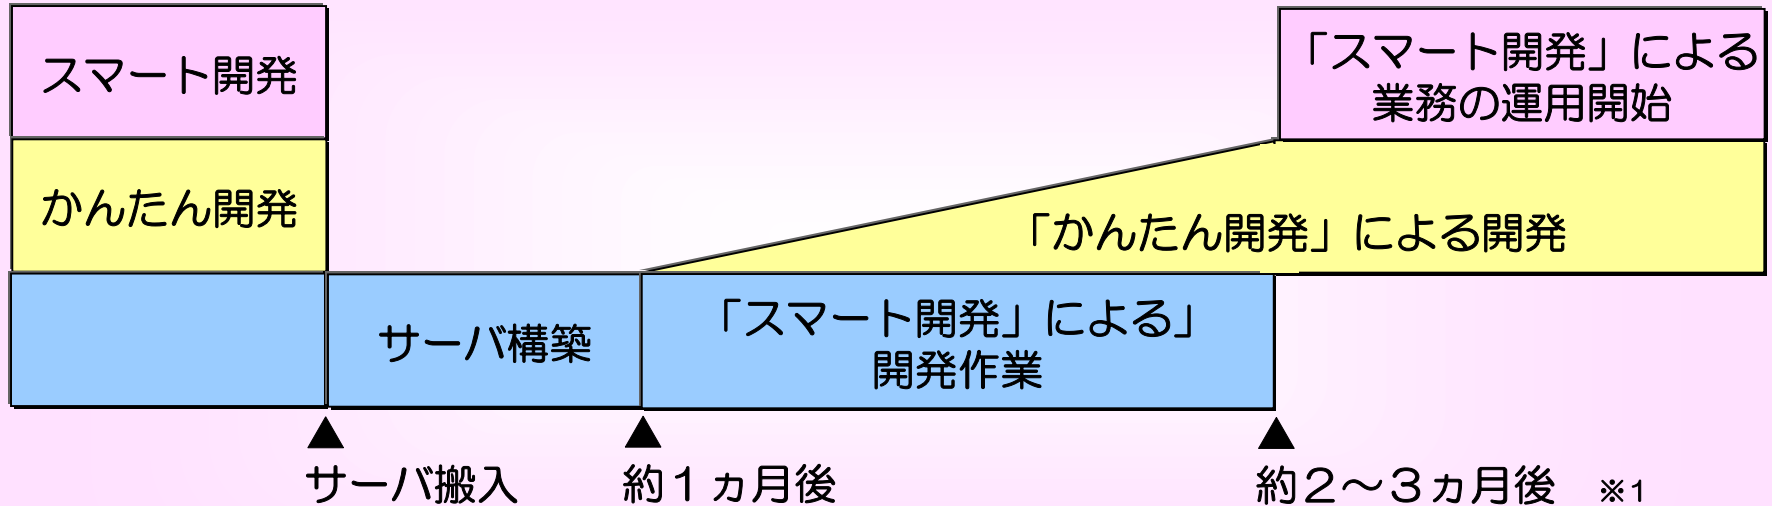 スマート開発
「スマート開発」による
業務の運用開始
かんたん開発
「かんたん開発」による開発
サーバ構築
「スマート開発」による」
開発作業
サーバ搬入
約１ヵ月後
約２～３ヵ月後 ※1